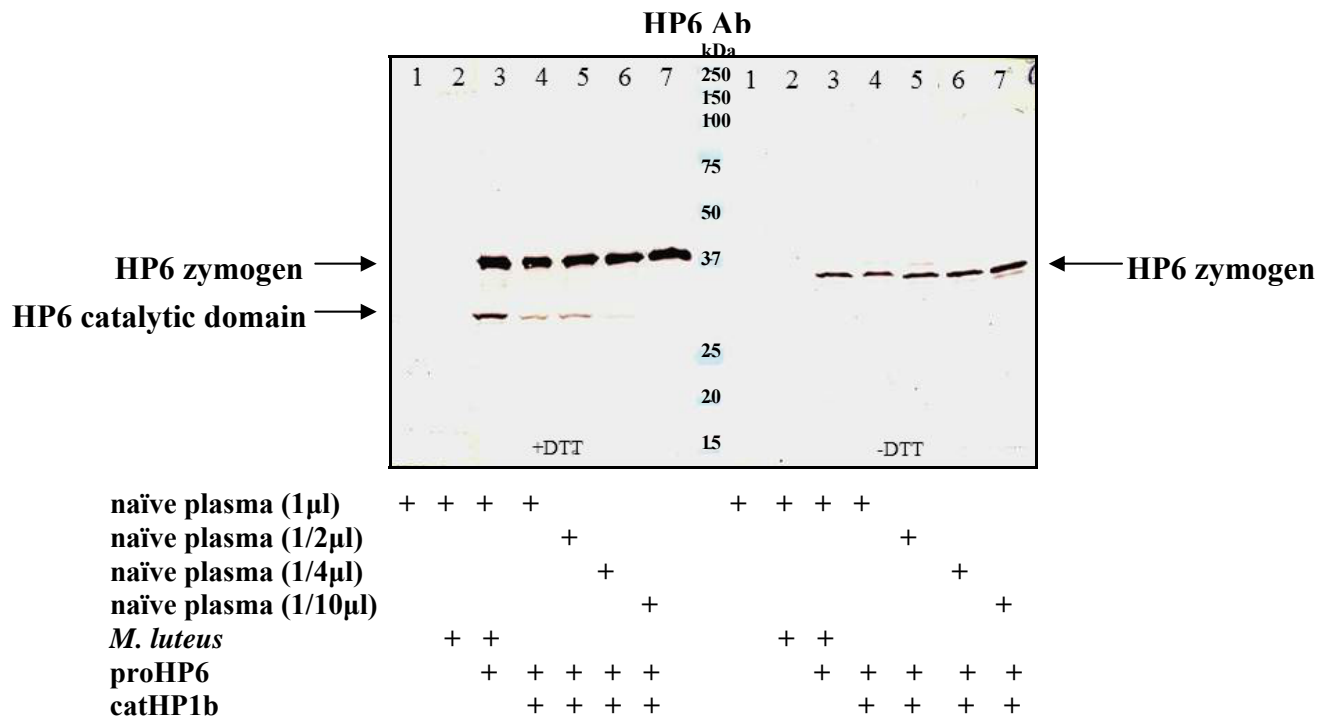 HP6 Ab
kDa
1 2 3 4 5 6 7 1 2 3 4 5 6 7
250
150
100
75
50
37
25
20
15
HP6 zymogen
HP6 catalytic domain
HP6 zymogen
+DTT -DTT
naïve plasma (1µl) + + + + + + + +
naïve plasma (1/2µl) + +
naïve plasma (1/4µl) + +
naïve plasma (1/10µl) + +
M. luteus + + + +
proHP6 + + + + + + + + + +
catHP1b + + + + + + + +